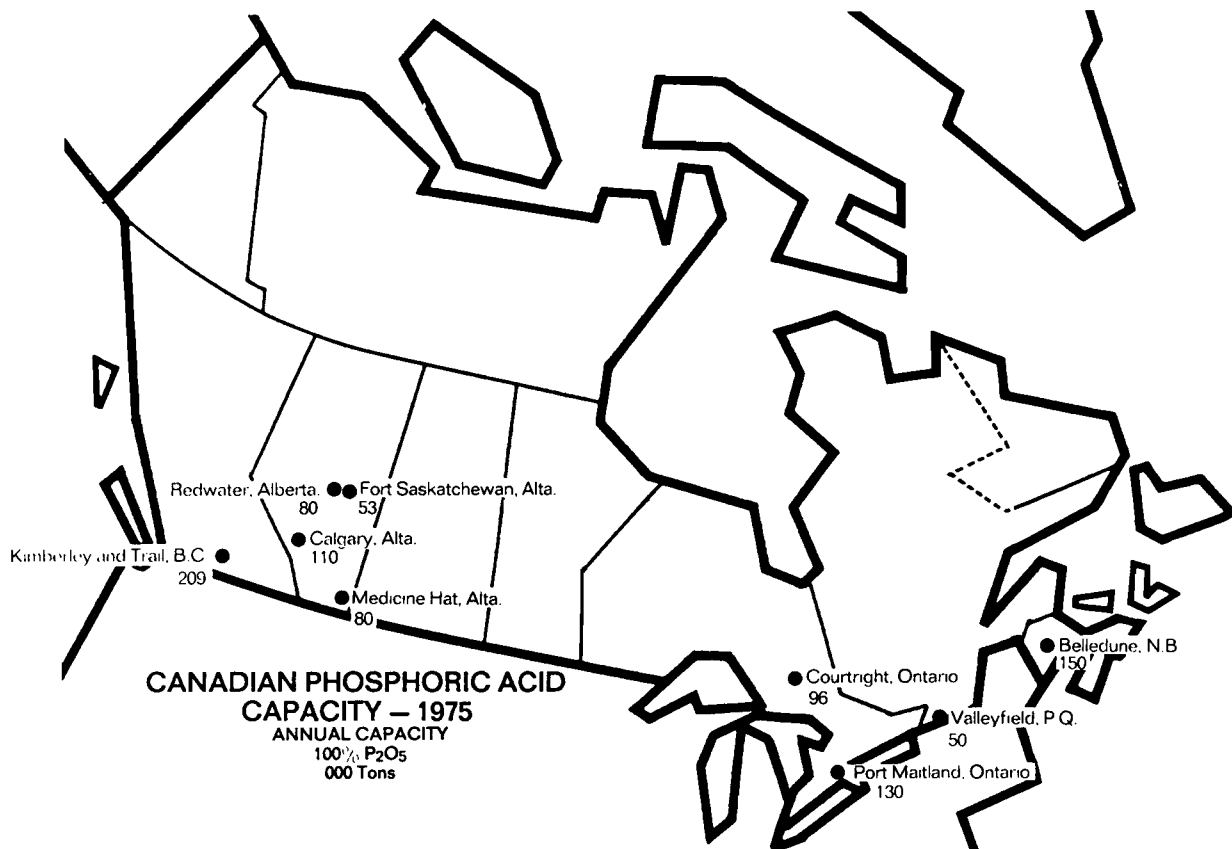 Redwater, Alberta.
80
Fort Saskatchewan, Alta.
53
Calgary, Alta.
110
Kimberley and Trail, B.C
209
Medicine Hat, Alta.
80
Belledune, N.B
150
Courtright, Ontario
96
Valleyfield, P.Q.
50
Port Maitland, Ontario
130
CANADIAN PHOSPHORIC ACID
CAPACITY — 1975
ANNUAL CAPACITY
100% P2O5
000 Tons